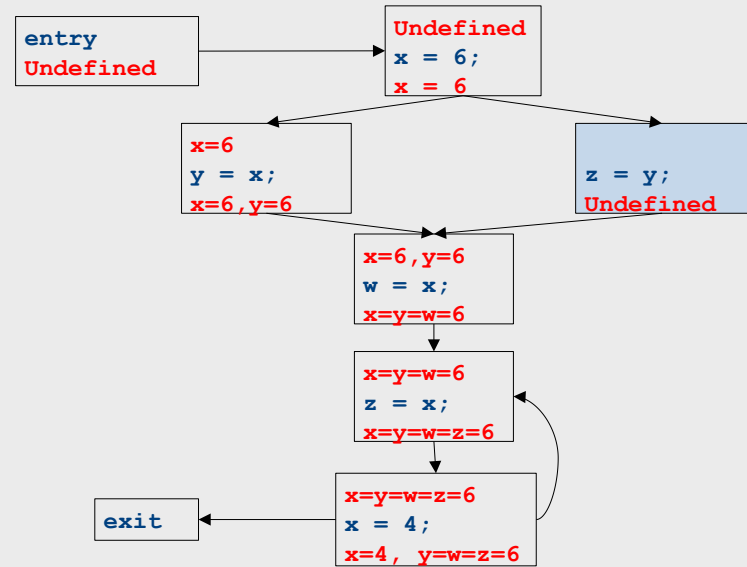 entry
Undefined
Undefined
x = 6;
x = 6
x=6
y = x;
x=6,y=6
z = y;
Undefined
x=6,y=6
w = x;
x=y=w=6
x=y=w=6
z = x;
x=y=w=z=6
x=y=w=z=6
x = 4;
x=4, y=w=z=6
exit